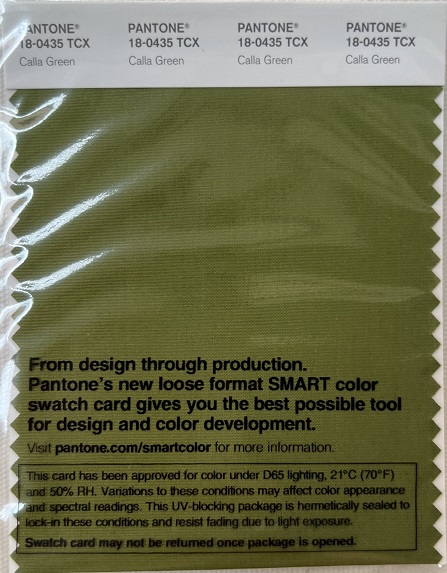 PANTONE® PANTONE® PANTONE® PANTONE®
18-0435 TCX 18-0435 TCX 18-0435 TCX 18-0435 TCX
Calla Green Calla Green Calla Green Calla Green
From design through production.
Pantone's new loose format SMART color
swatch card gives you the best possible tool
for design and color development.
Visit pantone.com/smartcolor for more information.
This card has been approved for color under D65 lighting, 21°C (70°F)
and 50% RH. Variations to these conditions may affect color appearance
and spectral readings. This UV-blocking package is hermetically sealed to
lock-in these conditions and resist fading due to light exposure.
Swatch card may not be returned once package is opened.